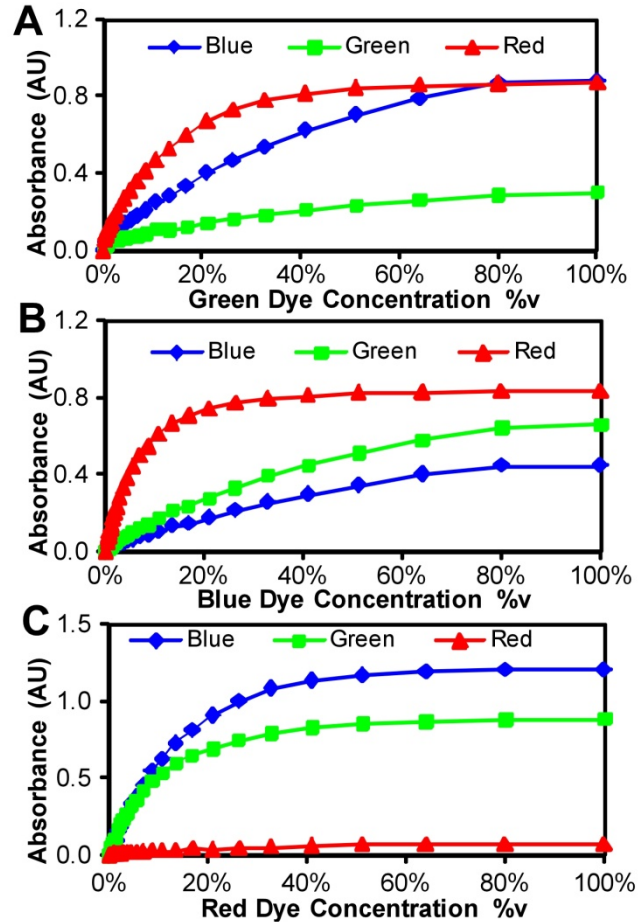 A
1.2
Blue Green Red
0.8
0.4
0.0
Absorbance (AU)
0% 20% 40% 60% 80% 100%
Green Dye Concentration %v
B
1.2
Blue Green Red
0.8
0.4
0.0
Absorbance (AU)
0% 20% 40% 60% 80% 100%
Blue Dye Concentration %v
C
1.5
Blue Green Red
1.0
0.5
0.0
Absorbance (AU)
0% 20% 40% 60% 80% 100%
Red Dye Concentration %v